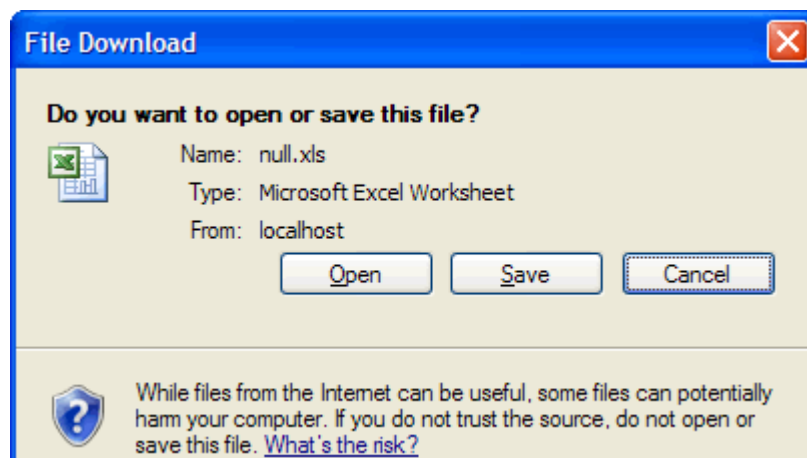 File Download
Do you want to open or save this file?
Name: null.xls
Type: Microsoft Excel Worksheet
From: localhost
Open Save Cancel
While files from the Internet can be useful, some files can potentially
harm your computer. If you do not trust the source, do not open or
save this file. What's the risk?